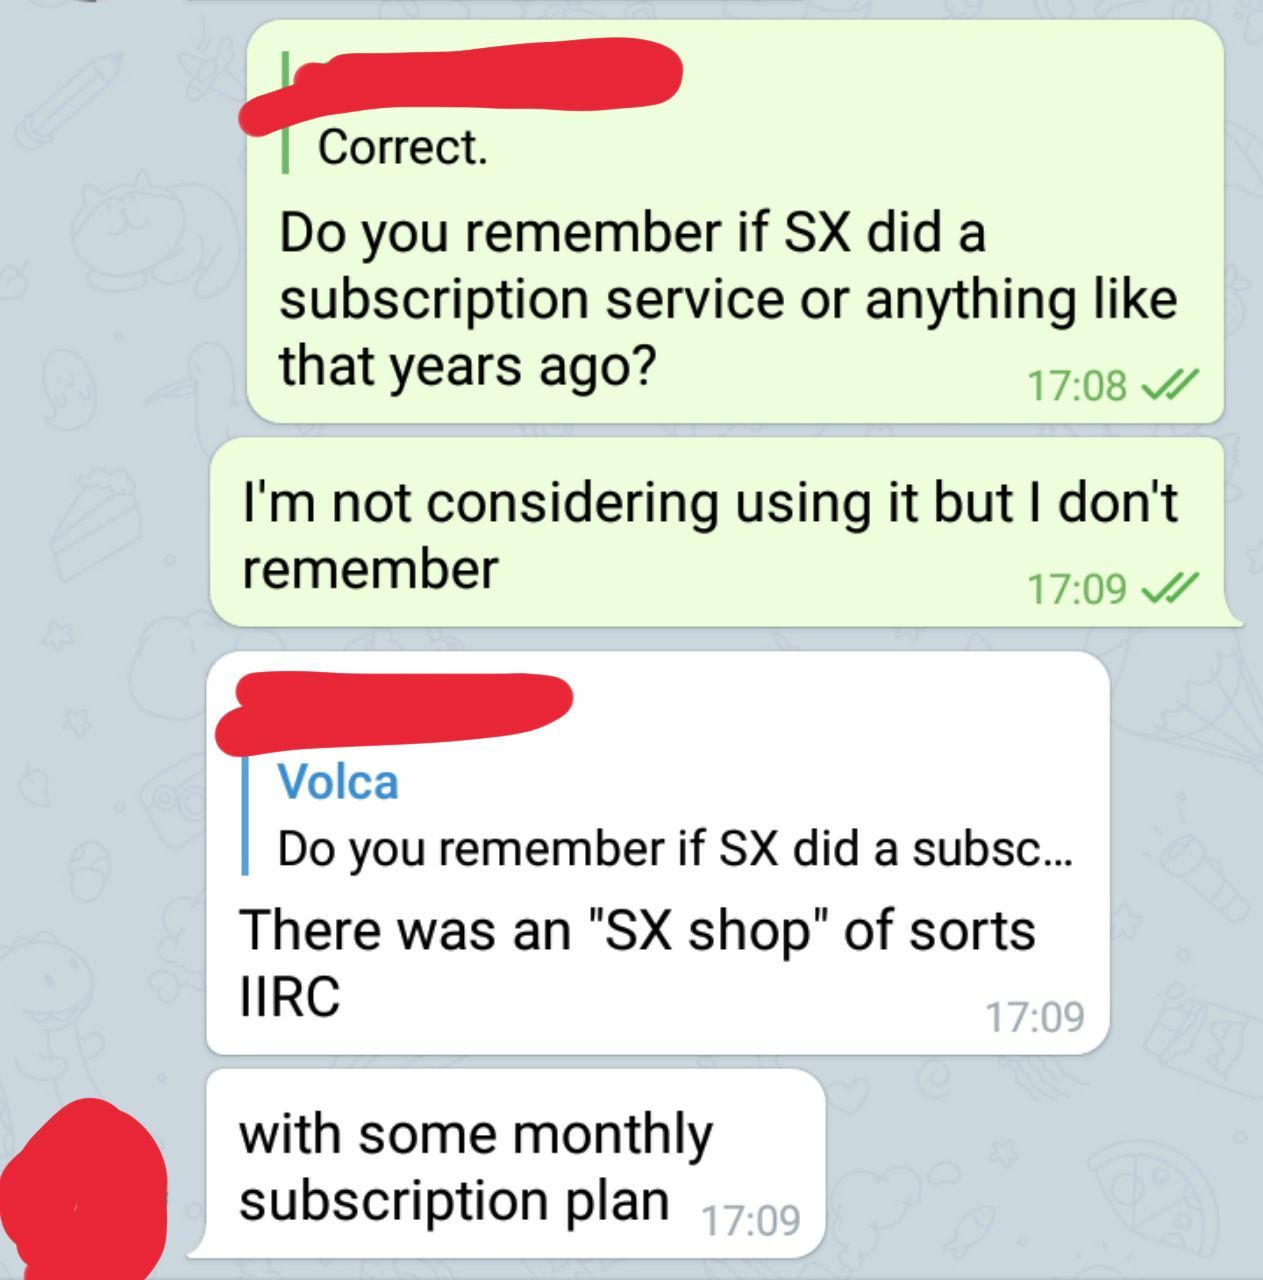 Correct.
Do you remember if SX did a
subscription service or anything like
that years ago?
17:08
I'm not considering using it but I don't
remember
17:09
Volca
Do you remember if SX did a subsc...
There was an "SX shop" of sorts
IIRC
17:09
with some monthly
subscription plan
17:09